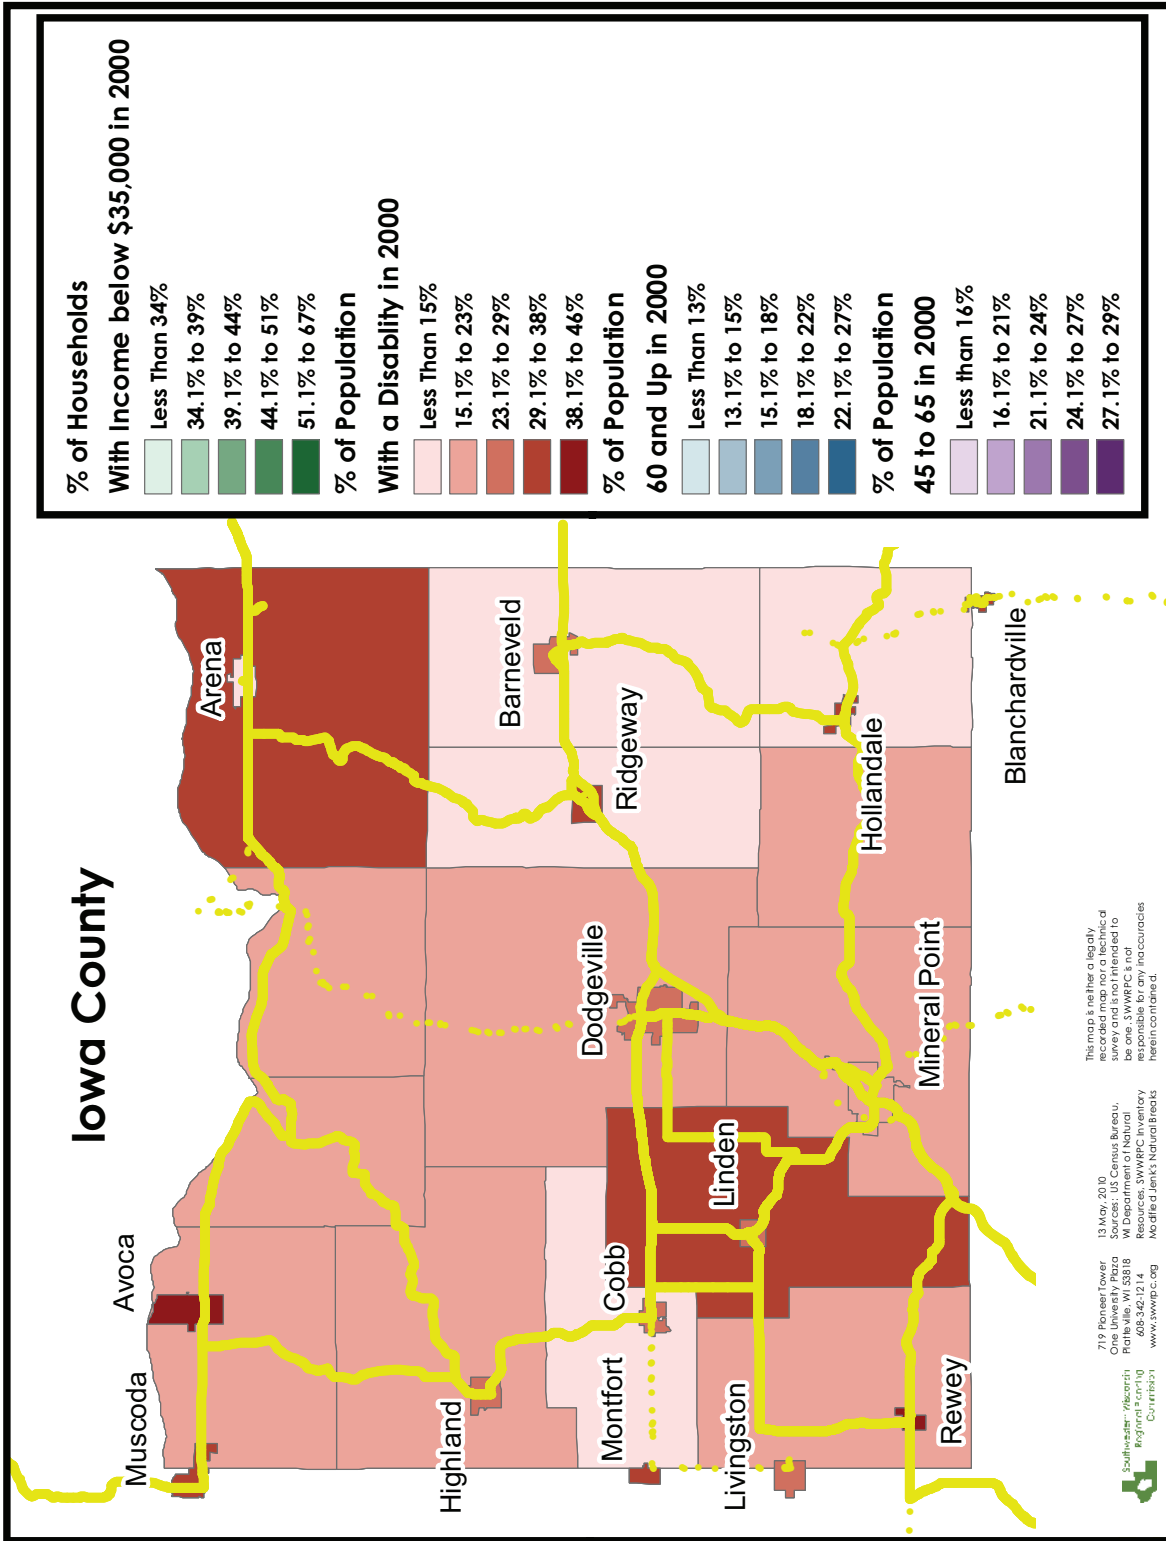 Iowa County
Muscoda
Avoca
Arena
Highland
Montfort
Cobb
Dodgeville
Barneveld
Ridgeway
Livingston
Linden
Rewey
Mineral Point
Hollandale
Blanchardville
% of Households
With Income below $35,000 in 2000
Less Than 34%
34.1% to 39%
39.1% to 44%
44.1% to 51%
51.1% to 67%
% of Population
With a Disablity in 2000
Less Than 15%
15.1% to 23%
23.1% to 29%
29.1% to 38%
38.1% to 46%
% of Population
60 and Up in 2000
Less Than 13%
13.1% to 15%
15.1% to 18%
18.1% to 22%
22.1% to 27%
% of Population
45 to 65 in 2000
Less than 16%
16.1% to 21%
21.1% to 24%
24.1% to 27%
27.1% to 29%
Southwestern Wisconsin
Regional Planning
Commission
719 Pioneer Tower
One University Plaza
Platteville, WI 53818
608-342-1214
www.swwrpc.org
13 May, 2010
Sources: US Census Bureau,
WI Department of Natural
Resources, SWWRPC Inventory
Modified Jenk's Natural Breaks
This map is neither a legally
recorded map nor a technical
survey and is not intended to
be one. SWWRPC is not
responsible for any inaccuracies
herein contained.